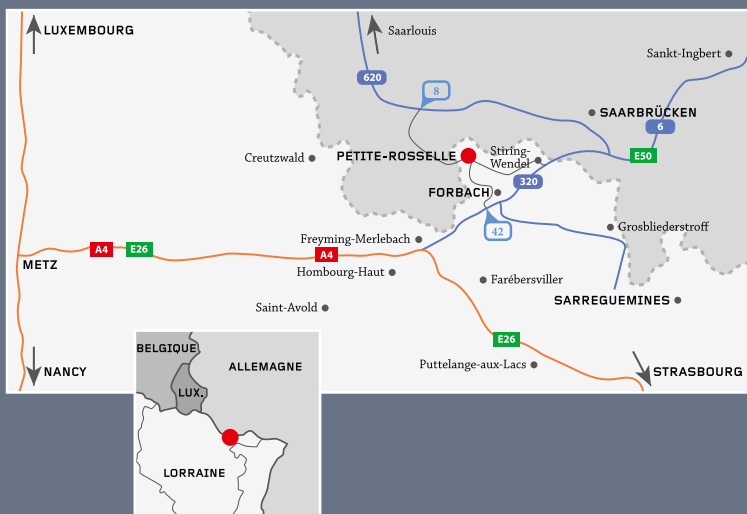 LUXEMBOURG
Saarlouis
Sankt-Ingbert
620
8
SAARBRÜCKEN
6
Creutzwald
PETITE-ROSSELLE
Stiring-
Wendel
E50
320
FORBACH
42
Grosbliederstroff
Freyming-Merlebach
A4
E26
A4
METZ
Hombourg-Haut
Farébersviller
Saint-Avold
SARREGUEMINES
E26
Puttelange-aux-Lacs
NANCY
STRASBOURG
BELGIQUE
ALLEMAGNE
LUX.
LORRAINE